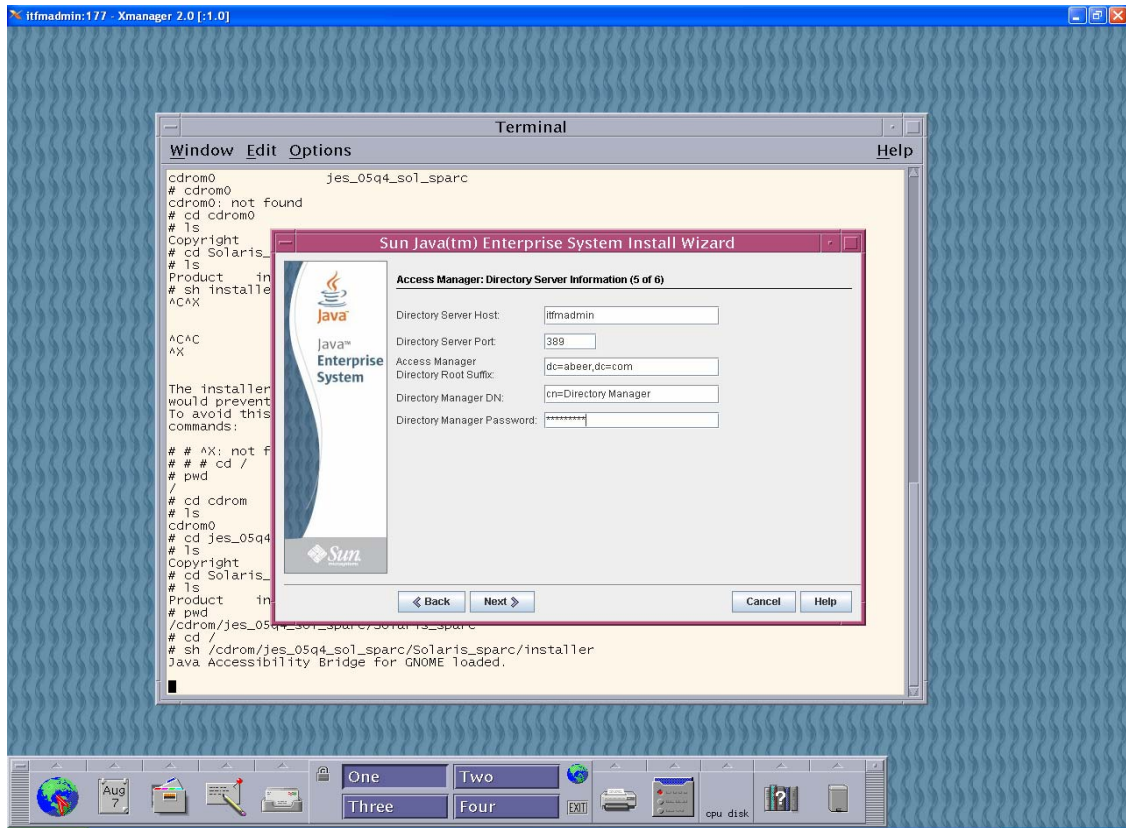 itfmadmin:177 - Xmanager 2.0 [:1.0]
Terminal
Window Edit Options Help
cdrom0 jes_05q4_sol_sparc
# cdrom0
cdrom0: not found
# cd cdrom0
# ls
Copyright
# cd Solaris_
# ls
Product in
# sh installe
^C^X
^C^C
^X
The installer
would prevent
To avoid this
commands:
# # ^X: not f
# # # cd /
# pwd
/
# cd cdrom
# ls
cdrom0
# cd jes_05q4
# ls
Copyright
# cd Solaris_
# ls
Product in
# pwd
/cdrom/jes_05q4_sol_sparc/Solaris_sparc
# cd /
# sh /cdrom/jes_05q4_sol_sparc/Solaris_sparc/installer
Java Accessibility Bridge for GNOME loaded.
Sun Java(tm) Enterprise System Install Wizard
Java
Java™
Enterprise
System
Sun
Access Manager: Directory Server Information (5 of 6)
Directory Server Host: itfmadmin
Directory Server Port: 389
Access Manager
Directory Root Suffix: dc=abeer,dc=com
Directory Manager DN: cn=Directory Manager
Directory Manager Password: *********
Back Next Cancel Help
Aug
7
One Two
Three Four
EXIT
cpu disk
?